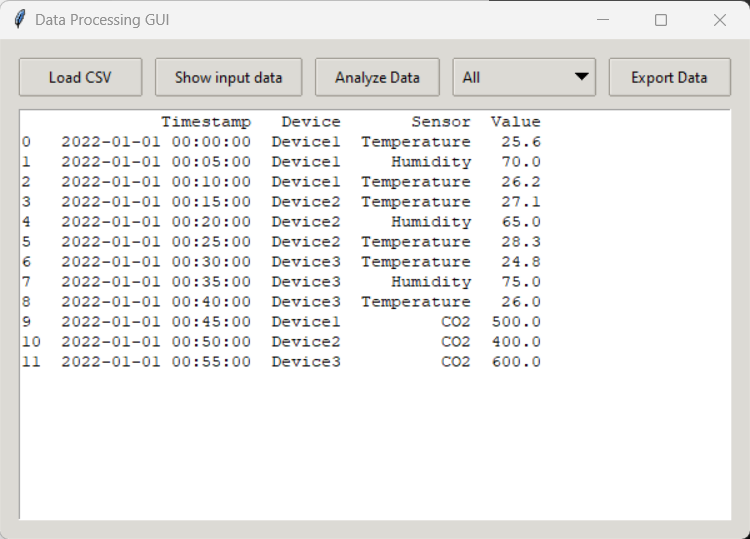 Data Processing GUI
Load CSV Show input data Analyze Data All Export Data
Timestamp Device Sensor Value
0 2022-01-01 00:00:00 Device1 Temperature 25.6
1 2022-01-01 00:05:00 Device1 Humidity 70.0
2 2022-01-01 00:10:00 Device1 Temperature 26.2
3 2022-01-01 00:15:00 Device2 Temperature 27.1
4 2022-01-01 00:20:00 Device2 Humidity 65.0
5 2022-01-01 00:25:00 Device2 Temperature 28.3
6 2022-01-01 00:30:00 Device3 Temperature 24.8
7 2022-01-01 00:35:00 Device3 Humidity 75.0
8 2022-01-01 00:40:00 Device3 Temperature 26.0
9 2022-01-01 00:45:00 Device1 CO2 500.0
10 2022-01-01 00:50:00 Device2 CO2 400.0
11 2022-01-01 00:55:00 Device3 CO2 600.0